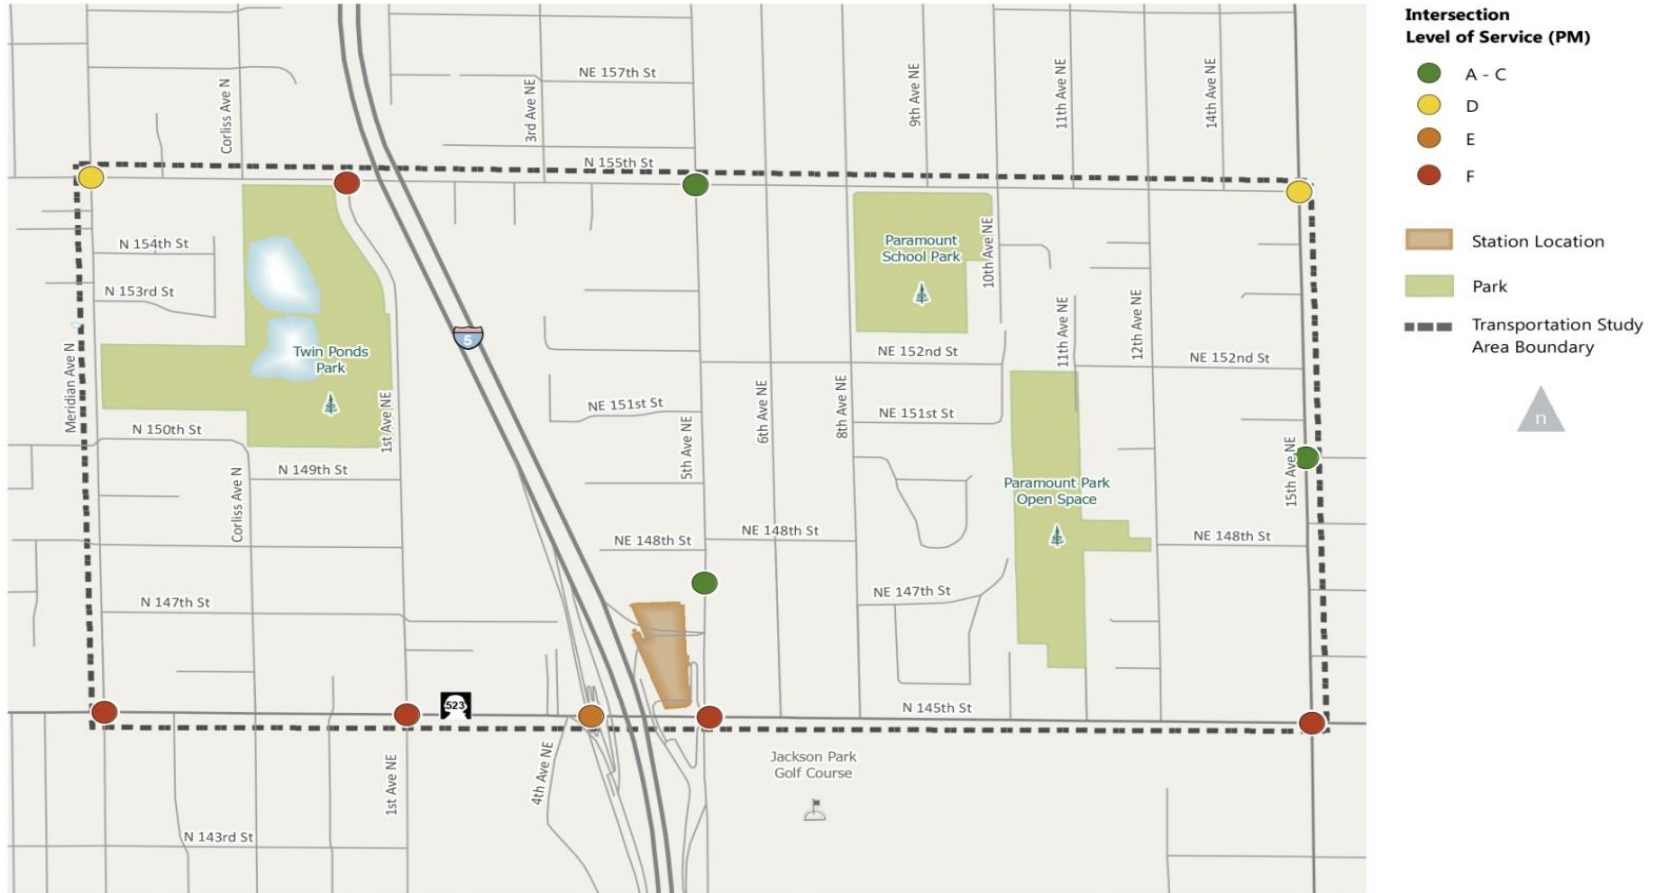 Intersection
Level of Service (PM)
A - C
D
E
F
Station Location
Park
Transportation Study
Area Boundary
n
NE 157th St
Corliss Ave N
3rd Ave NE
9th Ave NE
11th Ave NE
14th Ave NE
N 155th St
N 154th St
N 153rd St
Paramount
School Park
10th Ave NE
5
Twin Ponds
Park
Meridian Ave N
1st Ave NE
N 150th St
N 149th St
Corliss Ave N
NE 152nd St
11th Ave NE
12th Ave NE
NE 152nd St
NE 151st St
6th Ave NE
8th Ave NE
NE 151st St
5th Ave NE
15th Ave NE
Paramount Park
Open Space
NE 148th St
NE 148th St
NE 148th St
N 147th St
NE 147th St
523
N 145th St
1st Ave NE
4th Ave NE
Jackson Park
Golf Course
N 143rd St